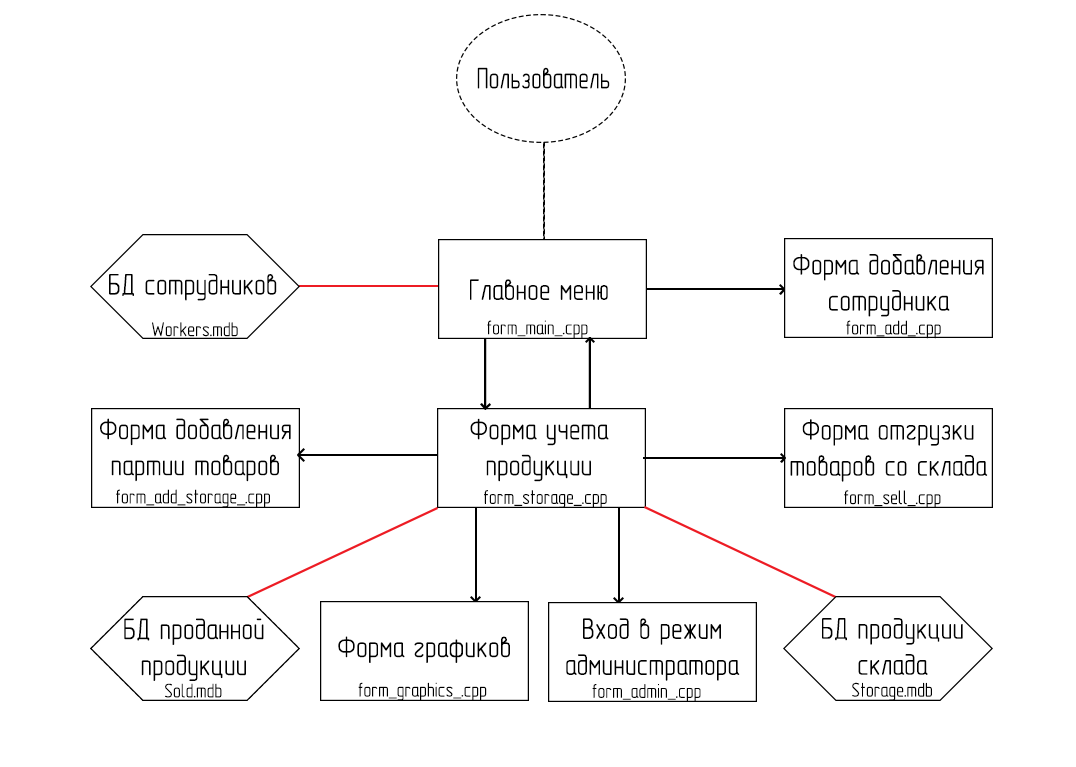 Пользователь
БД сотрудников
Workers.mdb
Главное меню
form_main_.cpp
Форма добавления
сотрудника
form_add_.cpp
Форма добавления
партии товаров
form_add_storage_.cpp
Форма учета
продукции
form_storage_.cpp
Форма отгрузки
товаров со склада
form_sell_.cpp
БД проданной
продукции
Sold.mdb
Форма графиков
form_graphics_.cpp
Вход в режим
администратора
form_admin_.cpp
БД продукции
склада
Storage.mdb